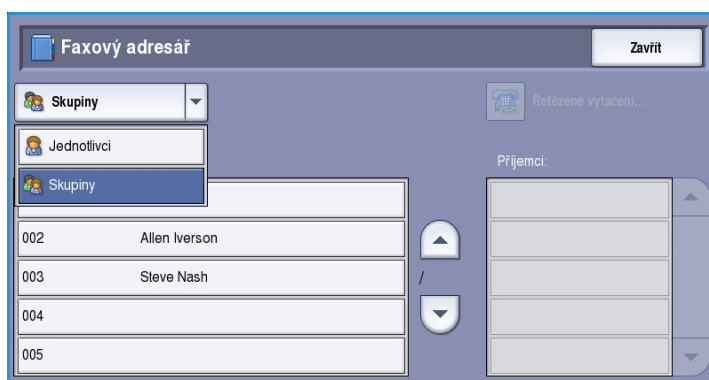 Faxový adresář
Zavřít
Skupiny
Řetězené vytáčení...
Jednotlivci
Příjemci:
Skupiny
002 Allen Iverson
003 Steve Nash
/
004
005